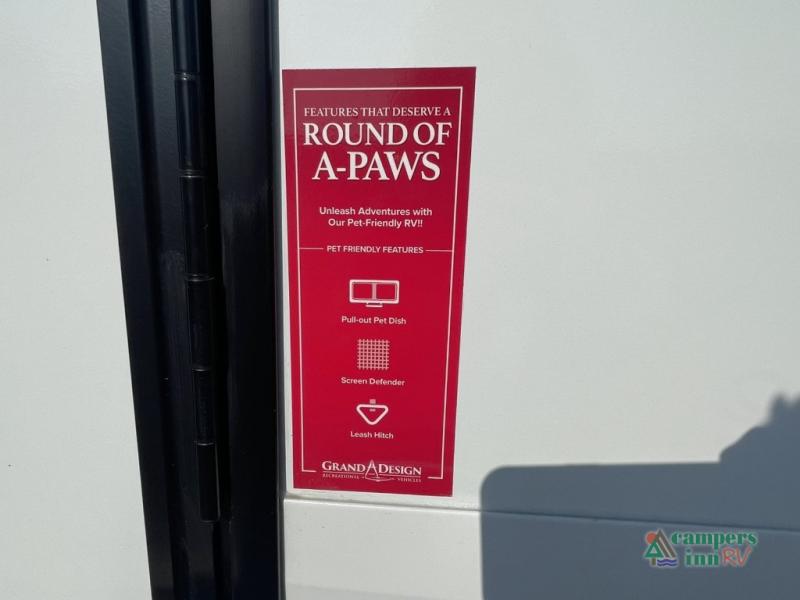 FEATURES THAT DESERVE A
ROUND OF
A-PAWS
Unleash Adventures with
Our Pet-Friendly RV!!
PET FRIENDLY FEATURES
Pull-out Pet Dish
Screen Defender
Leash Hitch
GRAND DESIGN
RECREATIONAL VEHICLES
campers
inn RV